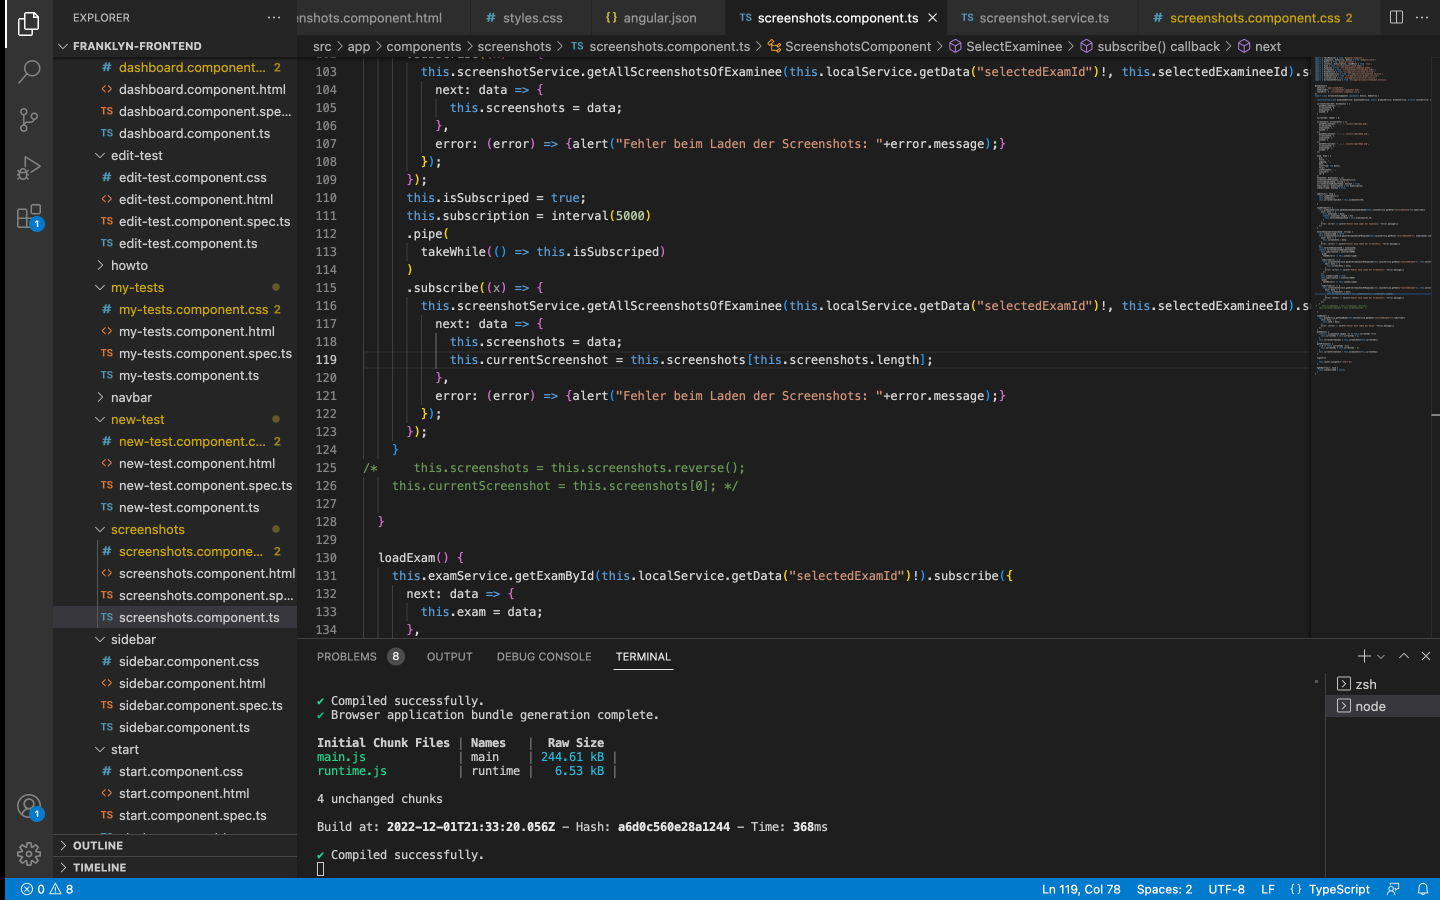 EXPLORER
FRANKLYN-FRONTEND
dashboard.component... 2
dashboard.component.html
dashboard.component.spe...
dashboard.component.ts
edit-test
edit-test.component.css
edit-test.component.html
edit-test.component.spec.ts
edit-test.component.ts
howto
my-tests
my-tests.component.css 2
my-tests.component.html
my-tests.component.spec.ts
my-tests.component.ts
navbar
new-test
new-test.component.c... 2
new-test.component.html
new-test.component.spec.ts
new-test.component.ts
screenshots
screenshots.compone... 2
screenshots.component.html
screenshots.component.sp...
screenshots.component.ts
sidebar
sidebar.component.css
sidebar.component.html
sidebar.component.spec.ts
sidebar.component.ts
start
start.component.css
start.component.html
start.component.spec.ts
OUTLINE
TIMELINE
nshots.component.html # styles.css {} angular.json TS screenshots.component.ts TS screenshot.service.ts # screenshots.component.css 2
src > app > components > screenshots > TS screenshots.component.ts > ScreenshotsComponent > SelectExaminee > subscribe() callback > next
103 this.screenshotService.getAllScreenshotsOfExaminee(this.localService.getData("selectedExamId")!, this.selectedExamineeId).s
104 next: data => {
105 this.screenshots = data;
106 },
107 error: (error) => {alert("Fehler beim Laden der Screenshots: "+error.message);}
108 });
109 });
110 this.isSubscriped = true;
111 this.subscription = interval(5000)
112 .pipe(
113 takeWhile(() => this.isSubscriped)
114 )
115 .subscribe((x) => {
116 this.screenshotService.getAllScreenshotsOfExaminee(this.localService.getData("selectedExamId")!, this.selectedExamineeId).s
117 next: data => {
118 this.screenshots = data;
119 this.currentScreenshot = this.screenshots[this.screenshots.length];
120 },
121 error: (error) => {alert("Fehler beim Laden der Screenshots: "+error.message);}
122 });
123 });
124 }
125 /* this.screenshots = this.screenshots.reverse();
126 this.currentScreenshot = this.screenshots[0]; */
127
128 }
129
130 loadExam() {
131 this.examService.getExamById(this.localService.getData("selectedExamId")!).subscribe({
132 next: data => {
133 this.exam = data;
134 },
PROBLEMS 8 OUTPUT DEBUG CONSOLE TERMINAL
✔ Compiled successfully.
✔ Browser application bundle generation complete.
Initial Chunk Files | Names | Raw Size
main.js | main | 244.61 kB |
runtime.js | runtime | 6.53 kB |
4 unchanged chunks
Build at: 2022-12-01T21:33:20.056Z - Hash: a6d0c560e28a1244 - Time: 368ms
✔ Compiled successfully.
zsh
node
1
1
0 8 Ln 119, Col 78 Spaces: 2 UTF-8 LF {} TypeScript